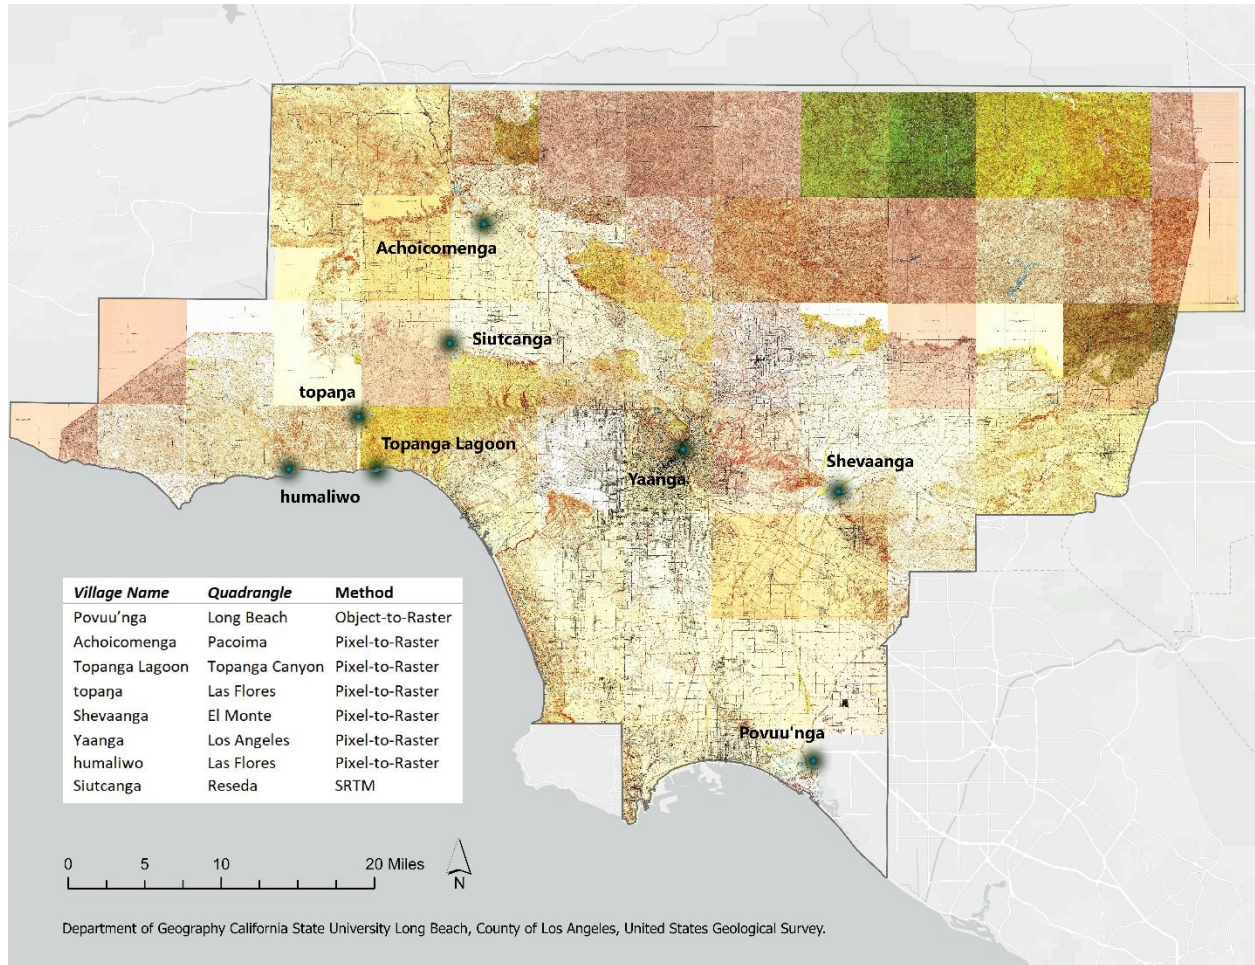 Achoicomenga
Siutcanga
topaŋa
Topanga Lagoon
Yaanga
Shevaanga
humaliwo
Povuu'nga
Village Name Quadrangle Method
Povuu’nga Long Beach Object-to-Raster
Achoicomenga Pacoima Pixel-to-Raster
Topanga Lagoon Topanga Canyon Pixel-to-Raster
topaŋa Las Flores Pixel-to-Raster
Shevaanga El Monte Pixel-to-Raster
Yaanga Los Angeles Pixel-to-Raster
humaliwo Las Flores Pixel-to-Raster
Siutcanga Reseda SRTM
0 5 10 20 Miles
N
Department of Geography California State University Long Beach, County of Los Angeles, United States Geological Survey.